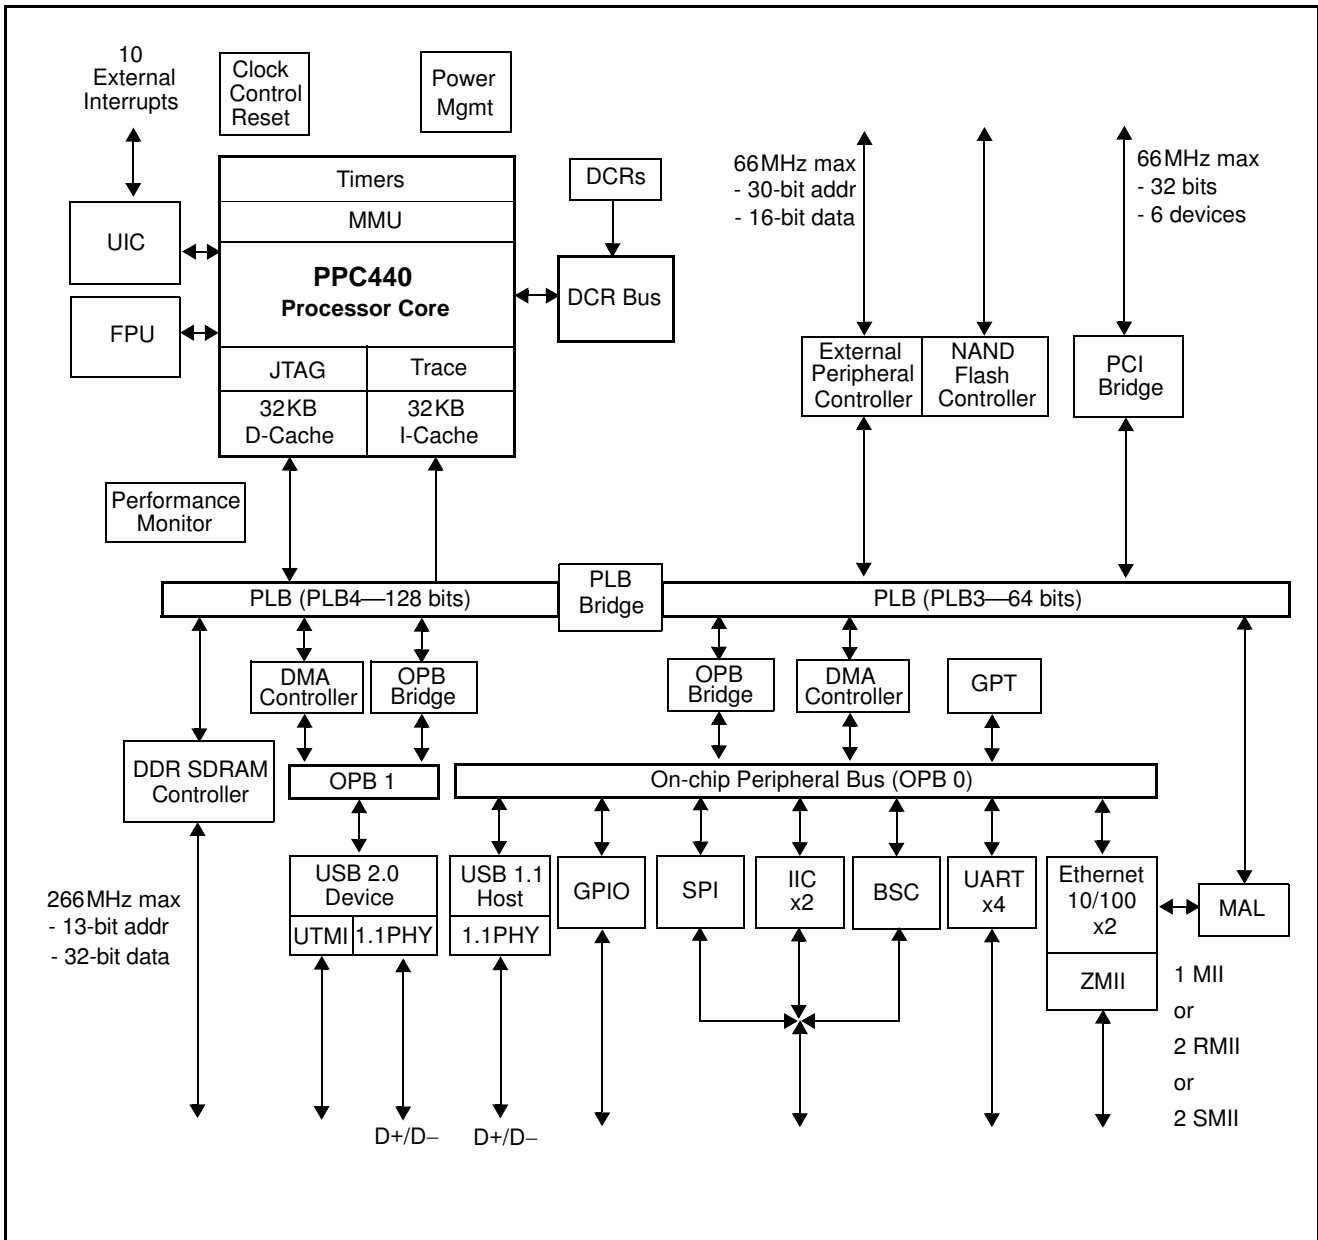 10
External
Interrupts
Clock
Control
Reset
Power
Mgmt
Timers
MMU
PPC440
Processor Core
JTAG
Trace
32KB
D-Cache
32KB
I-Cache
UIC
FPU
DCRs
DCR Bus
66MHz max
- 30-bit addr
- 16-bit data
66MHz max
- 32 bits
- 6 devices
External
Peripheral
Controller
NAND
Flash
Controller
PCI
Bridge
Performance
Monitor
PLB (PLB4—128 bits)
PLB
Bridge
PLB (PLB3—64 bits)
DMA
Controller
OPB
Bridge
OPB
Bridge
DMA
Controller
GPT
DDR SDRAM
Controller
OPB 1
On-chip Peripheral Bus (OPB 0)
266MHz max
- 13-bit addr
- 32-bit data
USB 2.0
Device
UTMI
1.1PHY
USB 1.1
Host
1.1PHY
GPIO
SPI
IIC
x2
BSC
UART
x4
Ethernet
10/100
x2
ZMII
MAL
1 MII
or
2 RMII
or
2 SMII
D+/D–
D+/D–